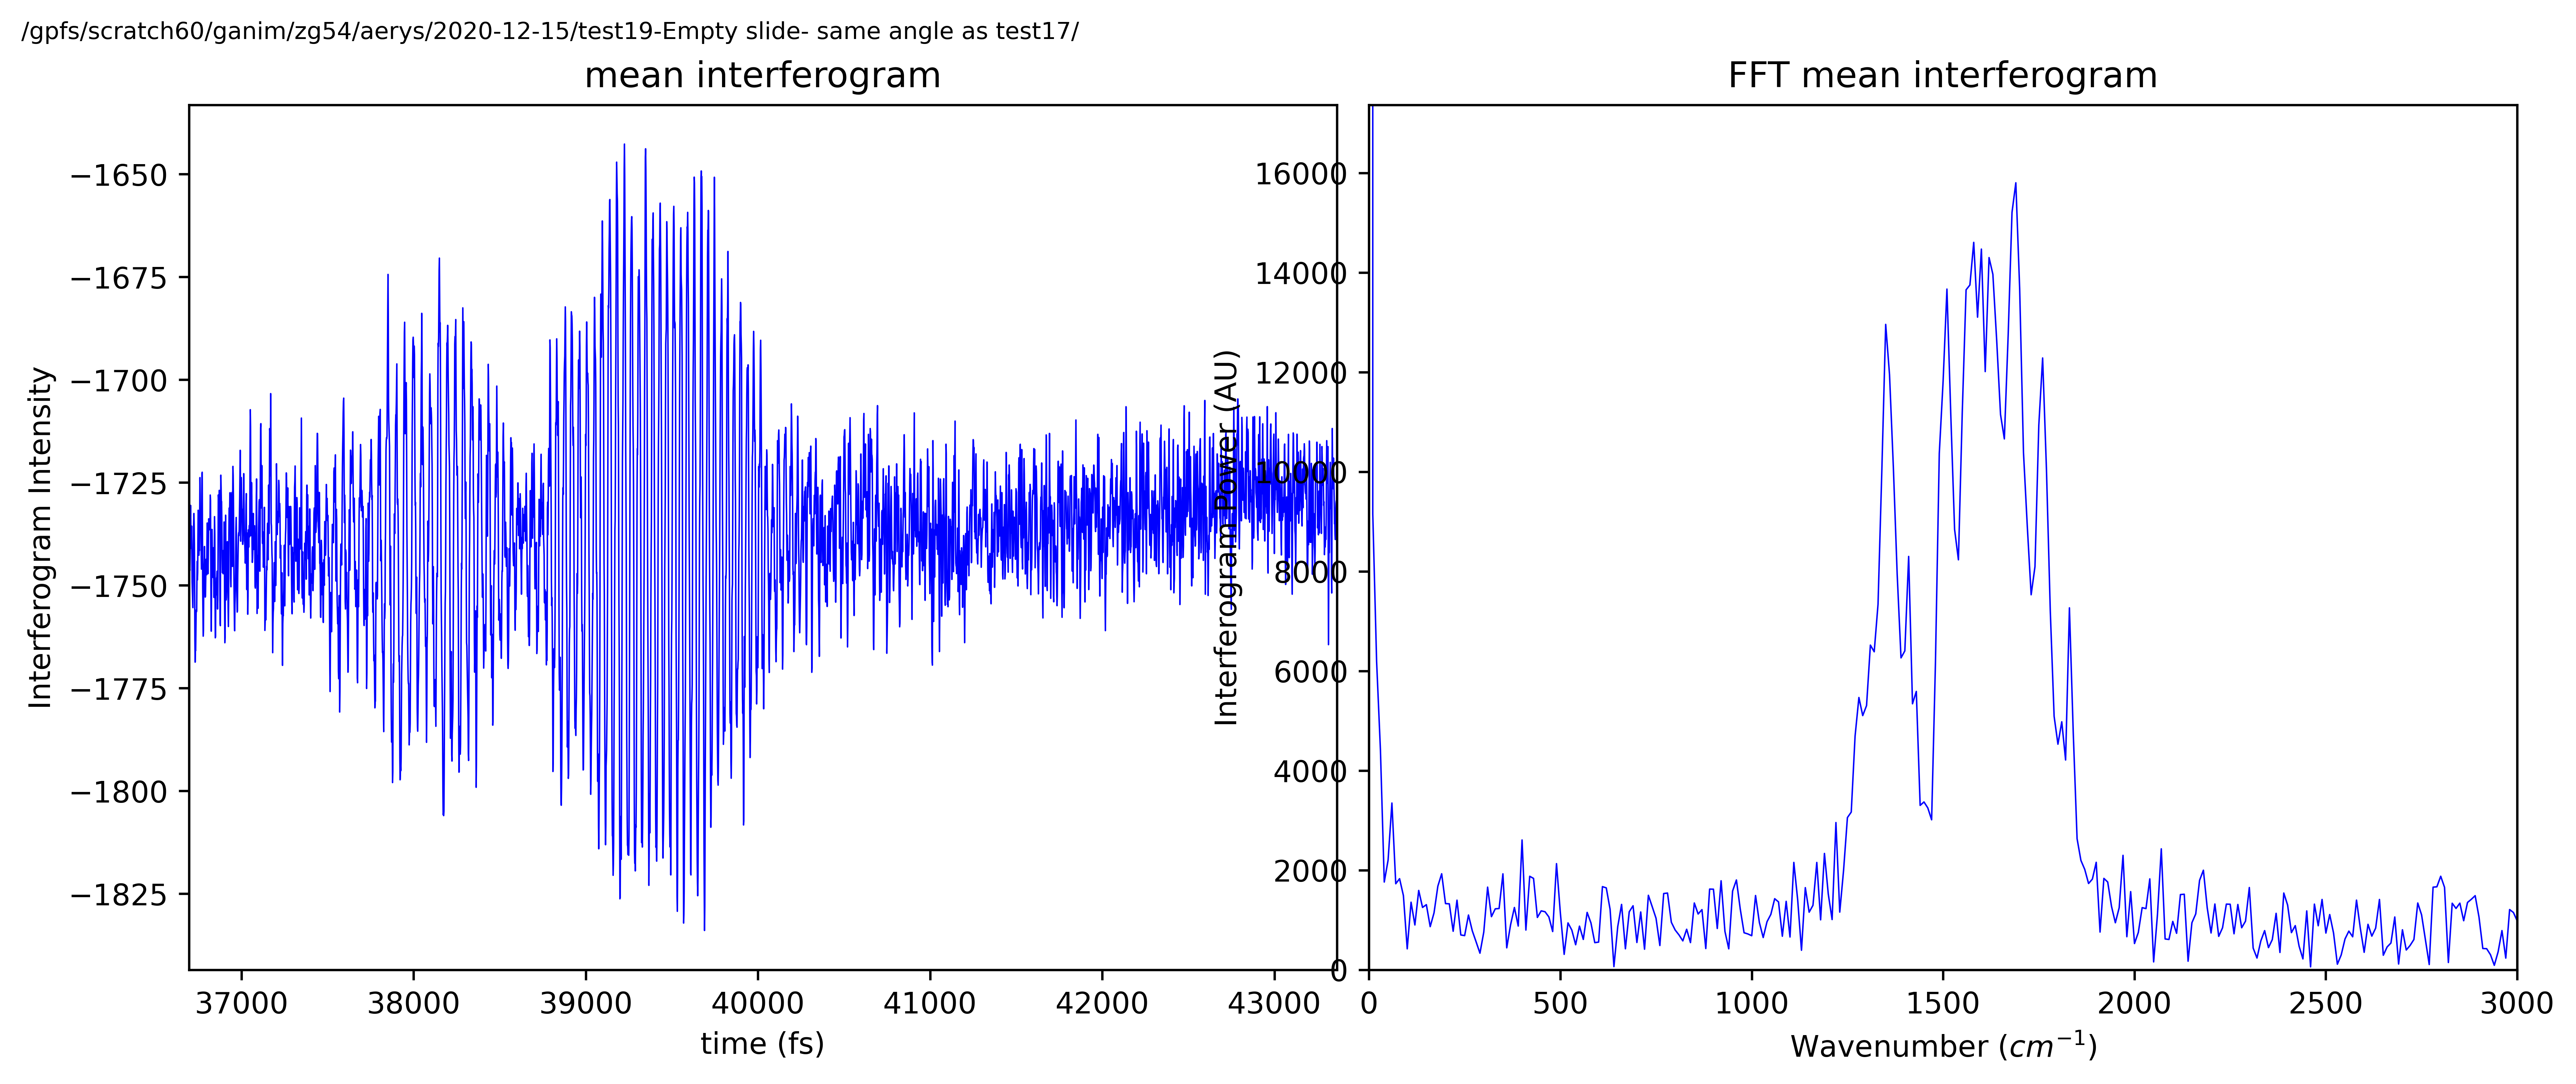 /gpfs/scratch60/ganim/zg54/aerys/2020-12-15/test19-Empty slide- same angle as test17/
mean interferogram
Interferogram Intensity
−1650
−1675
−1700
−1725
−1750
−1775
−1800
−1825
37000 38000 39000 40000 41000 42000 43000
time (fs)
FFT mean interferogram
Interferogram Power (AU)
16000
14000
12000
10000
8000
6000
4000
2000
0
0 500 1000 1500 2000 2500 3000
Wavenumber (cm⁻¹)